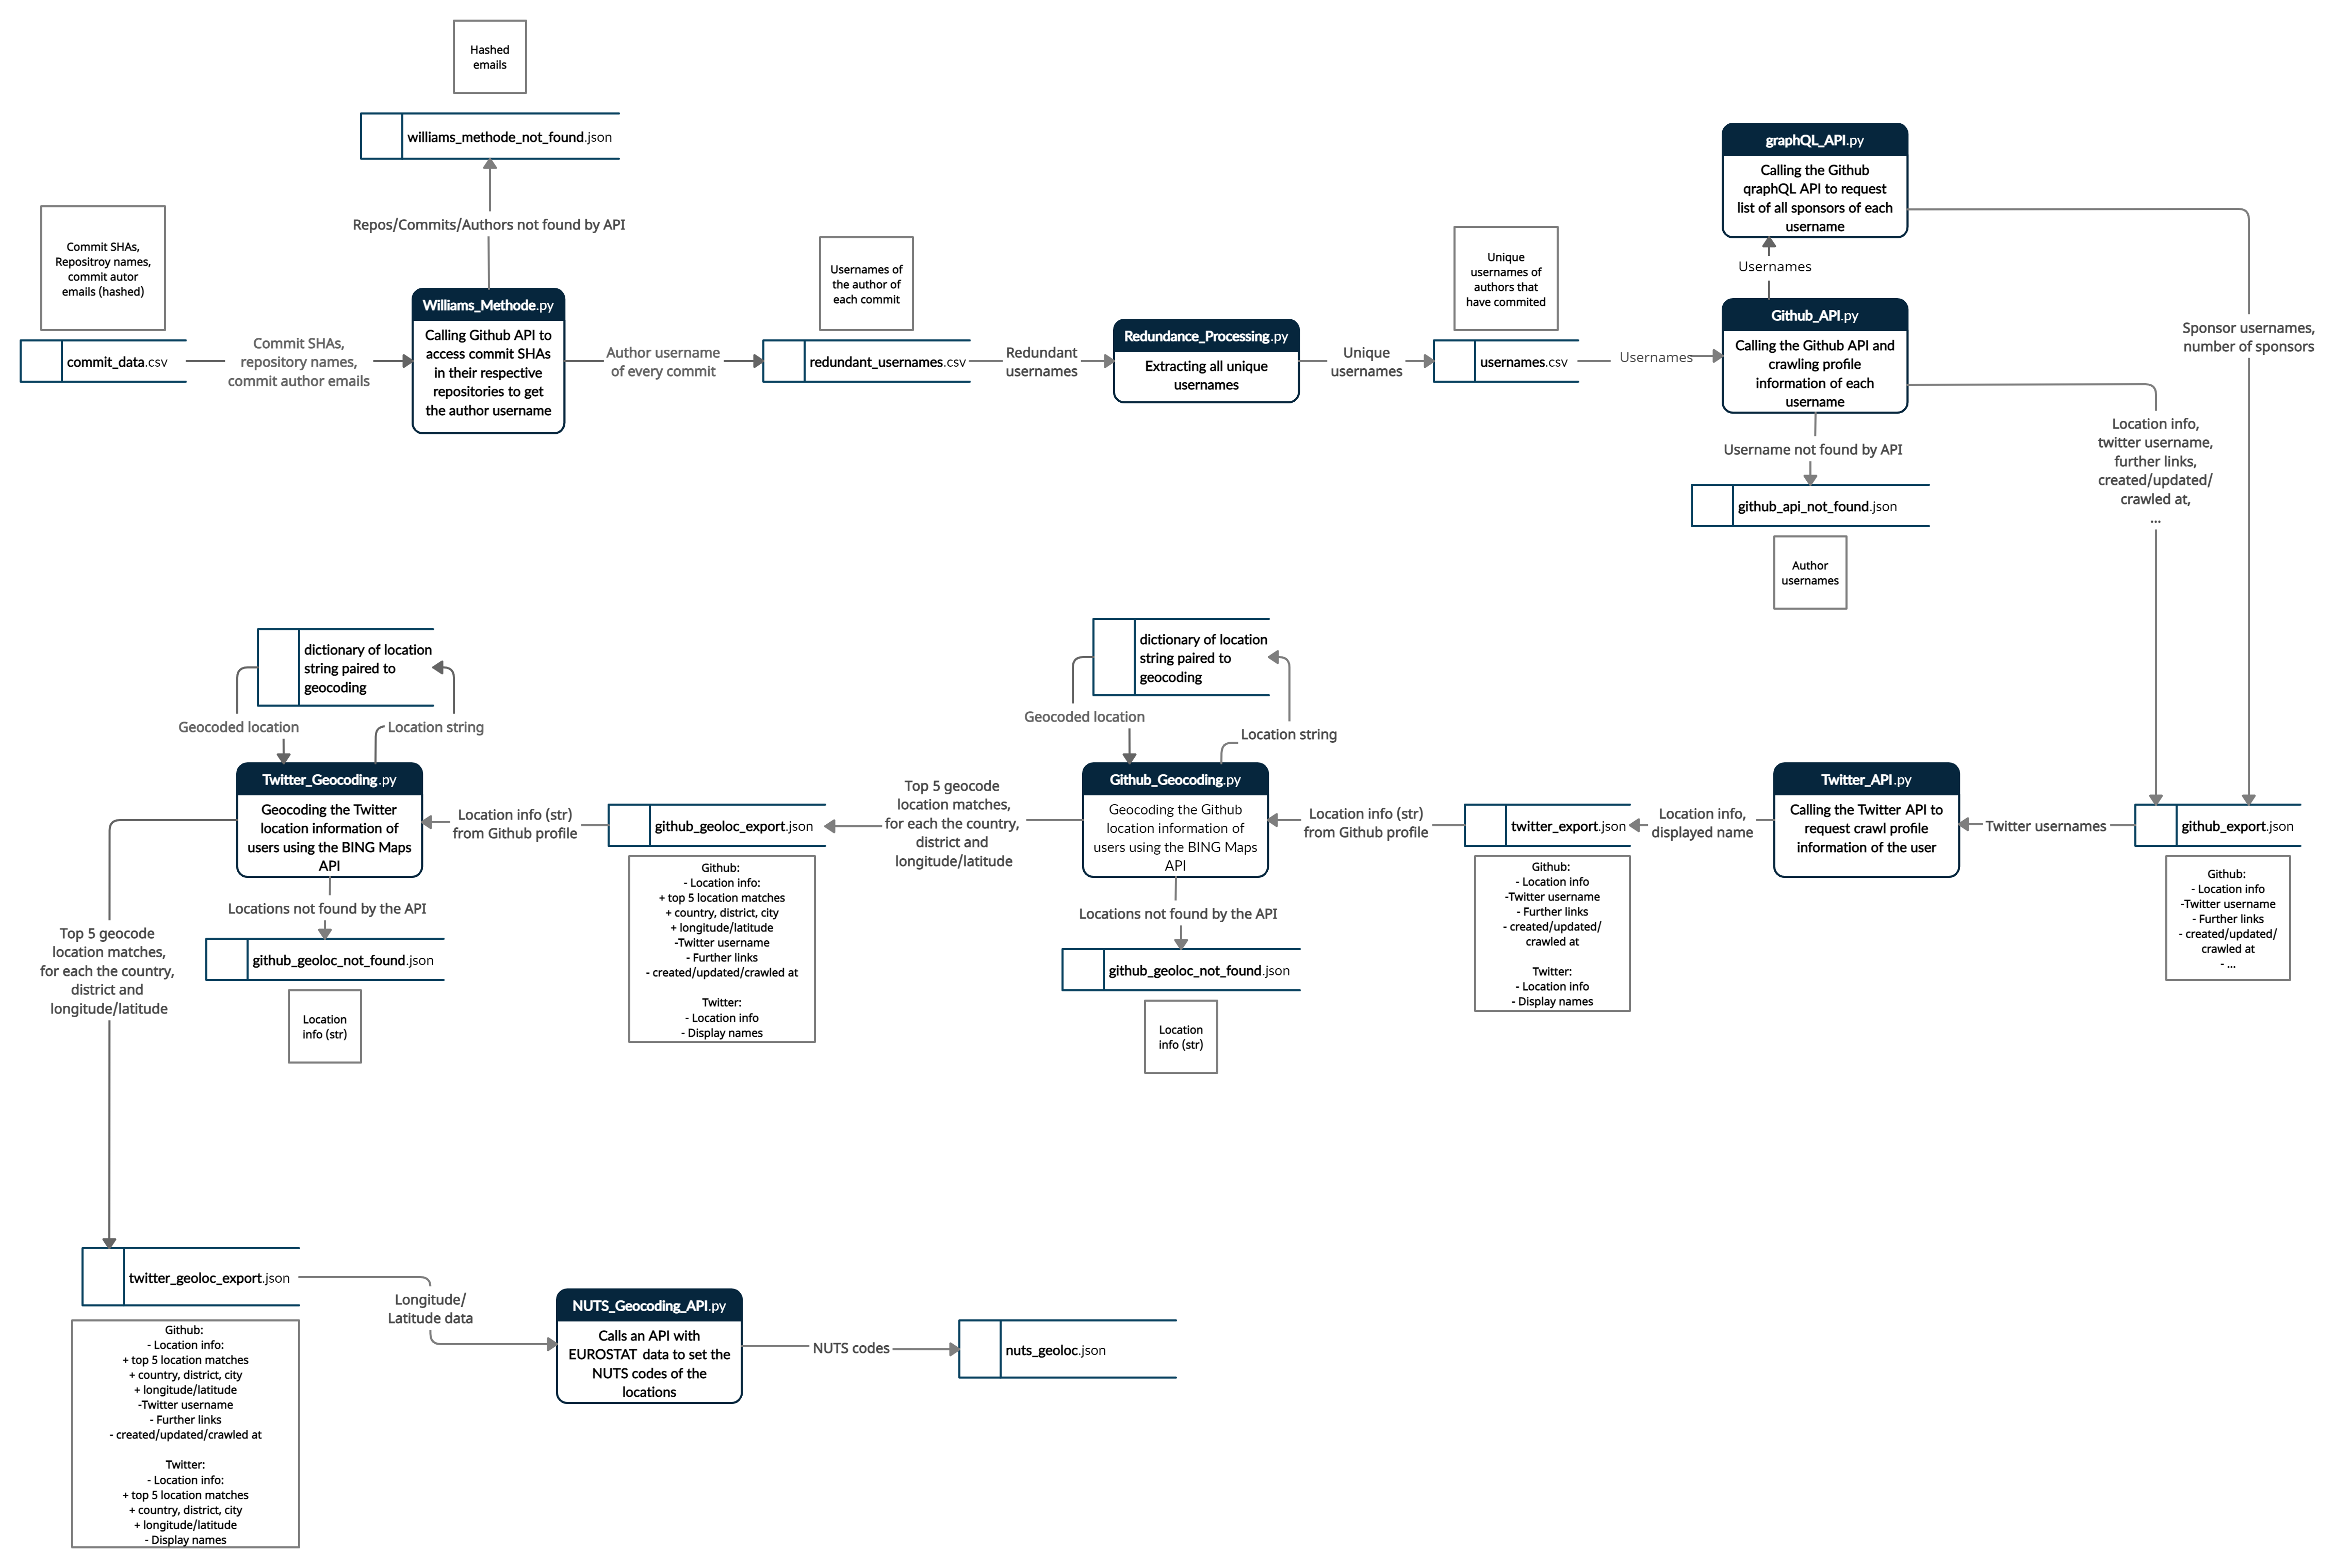 Hashed
emails
williams_methode_not_found.json
Repos/Commits/Authors not found by API
Commit SHAs,
Repositroy names,
commit autor
emails (hashed)
commit_data.csv
Commit SHAs,
repository names,
commit author emails
Williams_Methode.py
Calling Github API to
access commit SHAs
in their respective
repositories to get
the author username
Author username
of every commit
Usernames of
the author of
each commit
redundant_usernames.csv
Redundant
usernames
Redundance_Processing.py
Extracting all unique
usernames
Unique
usernames
Unique
usernames of
authors that
have commited
usernames.csv
Usernames
graphQL_API.py
Calling the Github
qraphQL API to request
list of all sponsors of each
username
Usernames
Github_API.py
Calling the Github API and
crawling profile
information of each
username
Username not found by API
github_api_not_found.json
Author
usernames
Sponsor usernames,
number of sponsors
Location info,
twitter username,
further links,
created/updated/
crawled at,
...
github_export.json
Github:
- Location info
-Twitter username
- Further links
- created/updated/
crawled at
- ...
Twitter usernames
Twitter_API.py
Calling the Twitter API to
request crawl profile
information of the user
Location info,
displayed name
twitter_export.json
Github:
- Location info
-Twitter username
- Further links
- created/updated/
crawled at
Twitter:
- Location info
- Display names
Location info (str)
from Github profile
dictionary of location
string paired to
geocoding
Geocoded location
Location string
Github_Geocoding.py
Geocoding the Github
location information of
users using the BING Maps
API
Locations not found by the API
github_geoloc_not_found.json
Location
info (str)
Top 5 geocode
location matches,
for each the country,
district and
longitude/latitude
github_geoloc_export.json
Github:
- Location info:
+ top 5 location matches
+ country, district, city
+ longitude/latitude
-Twitter username
- Further links
- created/updated/crawled at
Twitter:
- Location info
- Display names
Location info (str)
from Github profile
dictionary of location
string paired to
geocoding
Geocoded location
Location string
Twitter_Geocoding.py
Geocoding the Twitter
location information of
users using the BING Maps
API
Locations not found by the API
github_geoloc_not_found.json
Location
info (str)
Top 5 geocode
location matches,
for each the country,
district and
longitude/latitude
twitter_geoloc_export.json
Github:
- Location info:
+ top 5 location matches
+ country, district, city
+ longitude/latitude
-Twitter username
- Further links
- created/updated/crawled at
Twitter:
- Location info:
+ top 5 location matches
+ country, district, city
+ longitude/latitude
- Display names
Longitude/
Latitude data
NUTS_Geocoding_API.py
Calls an API with
EUROSTAT data to set the
NUTS codes of the
locations
NUTS codes
nuts_geoloc.json